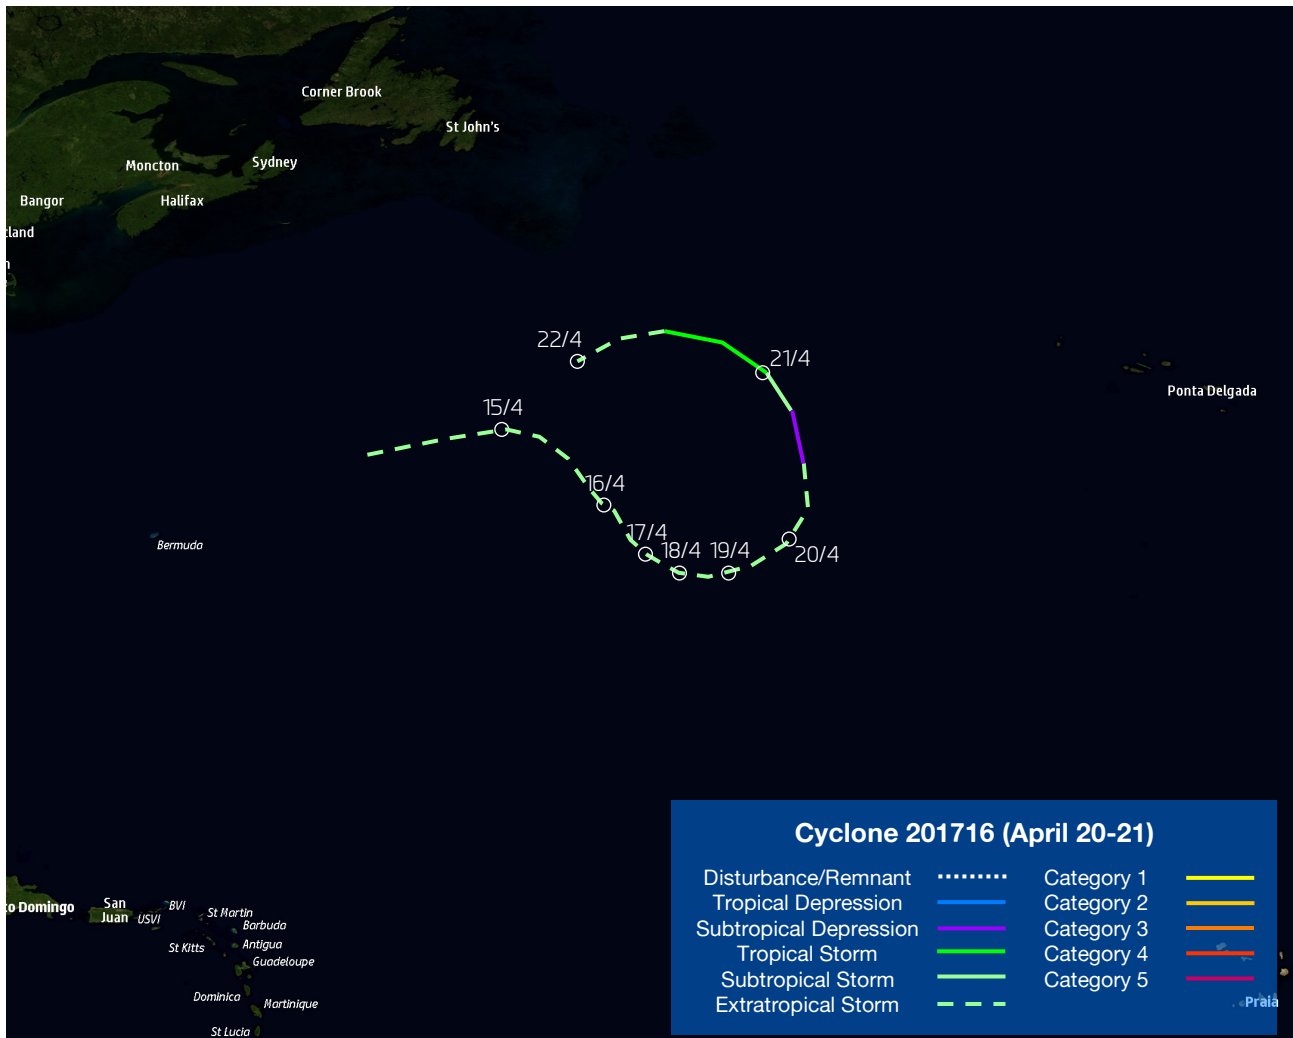 Corner Brook
St John's
Moncton
Sydney
Bangor
Halifax
tland
n
22/4
21/4
Ponta Delgada
15/4
16/4
17/4
18/4
19/4
20/4
Bermuda
Cyclone 201716 (April 20-21)
Disturbance/Remnant
Category 1
Tropical Depression
Category 2
Subtropical Depression
Category 3
Tropical Storm
Category 4
Subtropical Storm
Category 5
Extratropical Storm
Praia
co Domingo
San
Juan
USVI
BVI
St Martin
Barbuda
St Kitts
Antigua
Guadeloupe
Dominica
Martinique
St Lucia